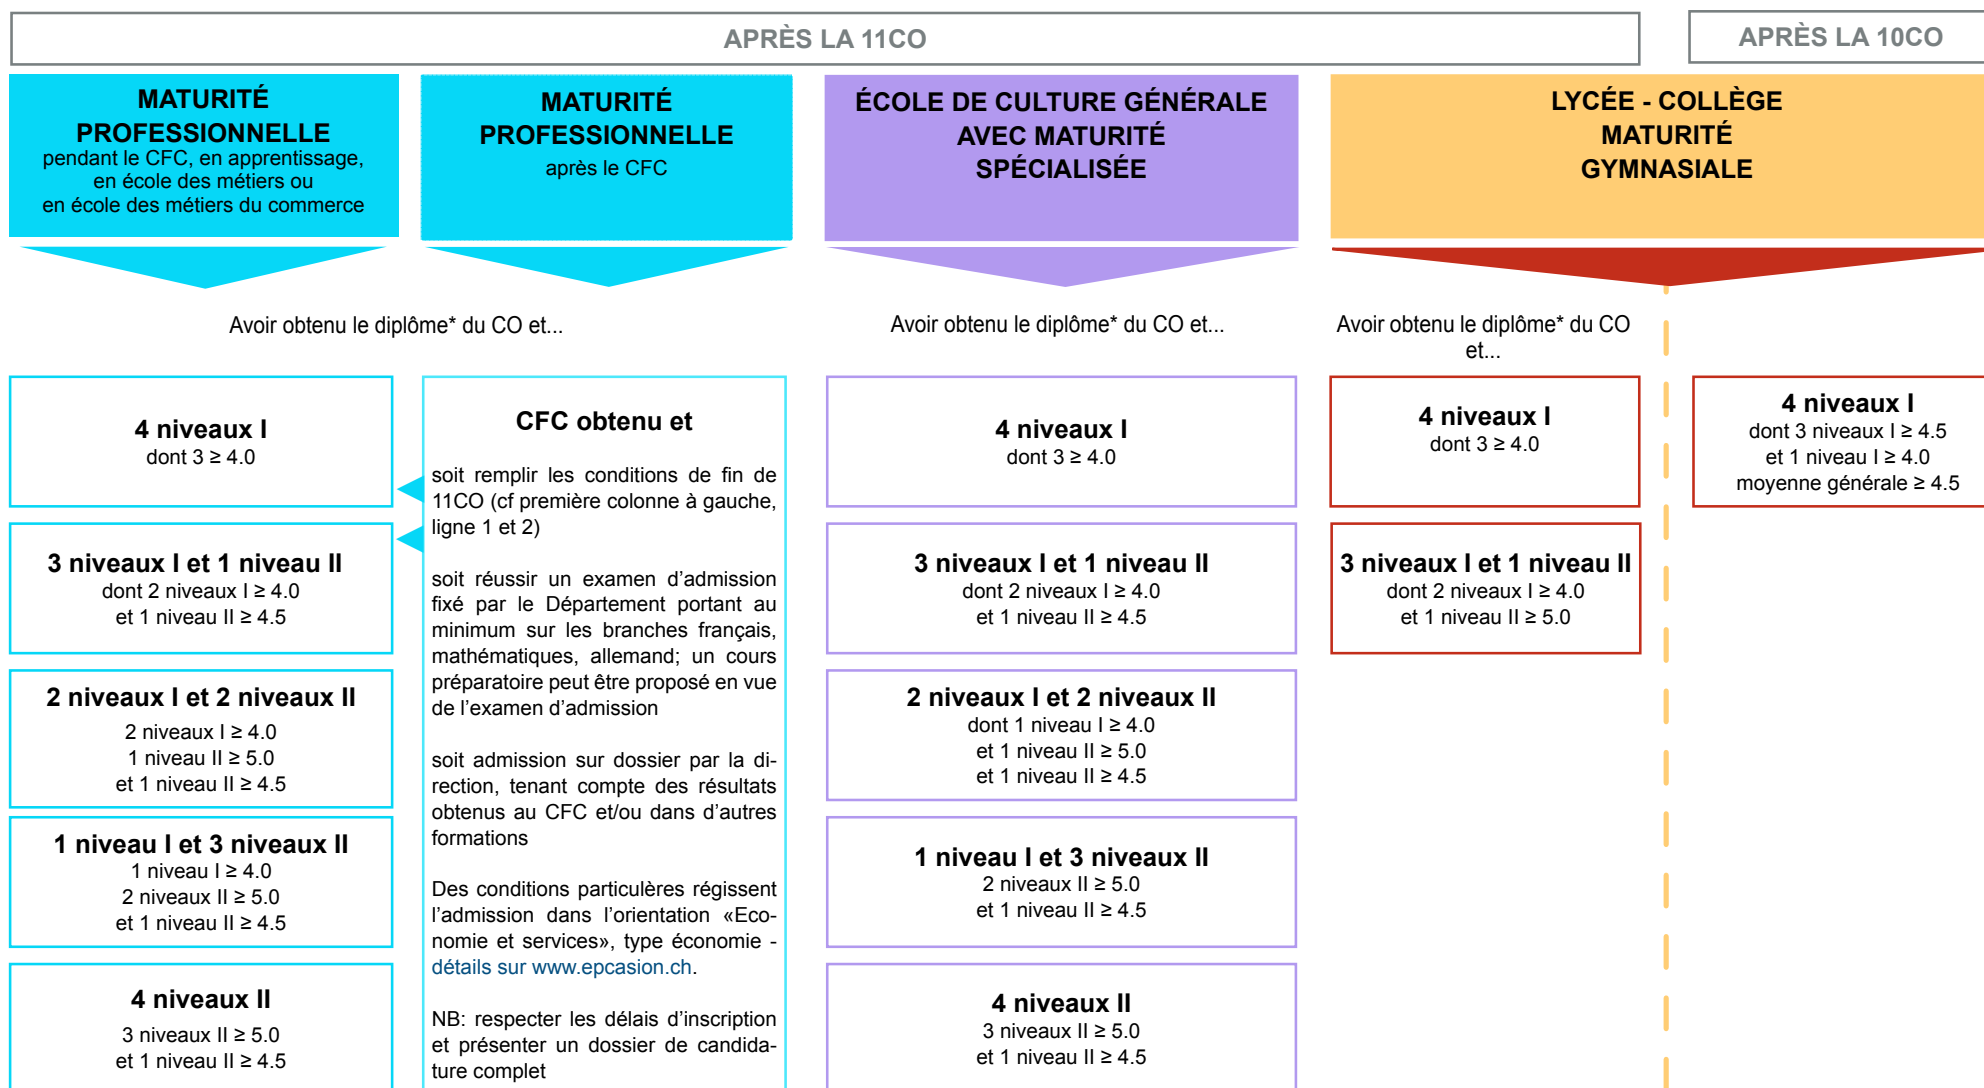 APRÈS LA 11CO
APRÈS LA 10CO
MATURITÉ
PROFESSIONNELLE
pendant le CFC, en apprentissage,
en école des métiers ou
en école des métiers du commerce
MATURITÉ
PROFESSIONNELLE
après le CFC
ÉCOLE DE CULTURE GÉNÉRALE
AVEC MATURITÉ
SPÉCIALISÉE
LYCÉE - COLLÈGE
MATURITÉ
GYMNASIALE
Avoir obtenu le diplôme* du CO et...
Avoir obtenu le diplôme* du CO et...
Avoir obtenu le diplôme* du CO
et...
4 niveaux I
dont 3 ≥ 4.0
3 niveaux I et 1 niveau II
dont 2 niveaux I ≥ 4.0
et 1 niveau II ≥ 4.5
2 niveaux I et 2 niveaux II
2 niveaux I ≥ 4.0
1 niveau II ≥ 5.0
et 1 niveau II ≥ 4.5
1 niveau I et 3 niveaux II
1 niveau I ≥ 4.0
2 niveaux II ≥ 5.0
et 1 niveau II ≥ 4.5
4 niveaux II
3 niveaux II ≥ 5.0
et 1 niveau II ≥ 4.5
CFC obtenu et
soit remplir les conditions de fin de
11CO (cf première colonne à gauche,
ligne 1 et 2)
soit réussir un examen d'admission
fixé par le Département portant au
minimum sur les branches français,
mathématiques, allemand; un cours
préparatoire peut être proposé en vue
de l'examen d'admission
soit admission sur dossier par la di-
rection, tenant compte des résultats
obtenus au CFC et/ou dans d'autres
formations
Des conditions particulières régissent
l'admission dans l'orientation «Eco-
nomie et services», type économie -
détails sur www.epcasion.ch.
NB: respecter les délais d'inscription
et présenter un dossier de candida-
ture complet
4 niveaux I
dont 3 ≥ 4.0
3 niveaux I et 1 niveau II
dont 2 niveaux I ≥ 4.0
et 1 niveau II ≥ 4.5
2 niveaux I et 2 niveaux II
dont 1 niveau I ≥ 4.0
et 1 niveau II ≥ 5.0
et 1 niveau II ≥ 4.5
1 niveau I et 3 niveaux II
2 niveaux II ≥ 5.0
et 1 niveau II ≥ 4.5
4 niveaux II
3 niveaux II ≥ 5.0
et 1 niveau II ≥ 4.5
4 niveaux I
dont 3 ≥ 4.0
3 niveaux I et 1 niveau II
dont 2 niveaux I ≥ 4.0
et 1 niveau II ≥ 5.0
4 niveaux I
dont 3 niveaux I ≥ 4.5
et 1 niveau I ≥ 4.0
moyenne générale ≥ 4.5